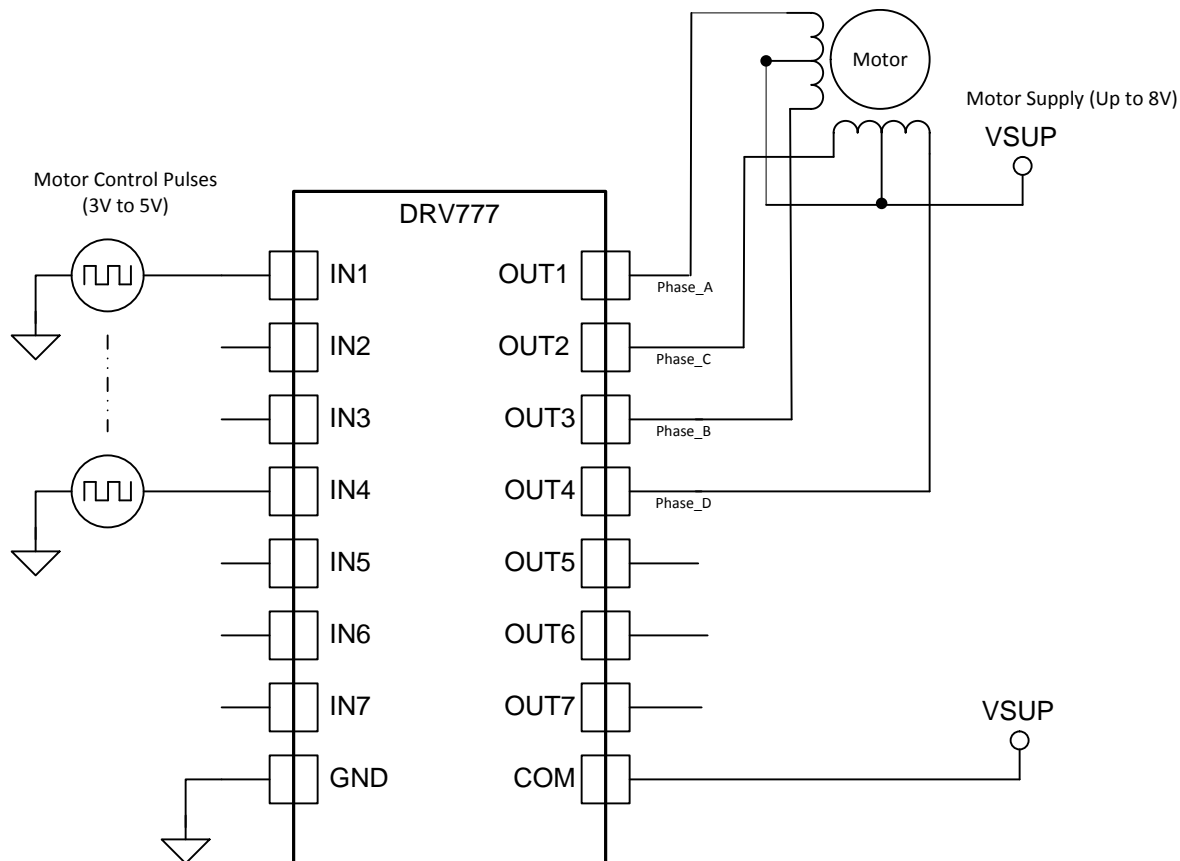 Motor
Motor Supply (Up to 8V)
VSUP
Motor Control Pulses
(3V to 5V)
DRV777
IN1
OUT1
Phase_A
IN2
OUT2
Phase_C
IN3
OUT3
Phase_B
IN4
OUT4
Phase_D
IN5
OUT5
IN6
OUT6
IN7
OUT7
VSUP
GND
COM